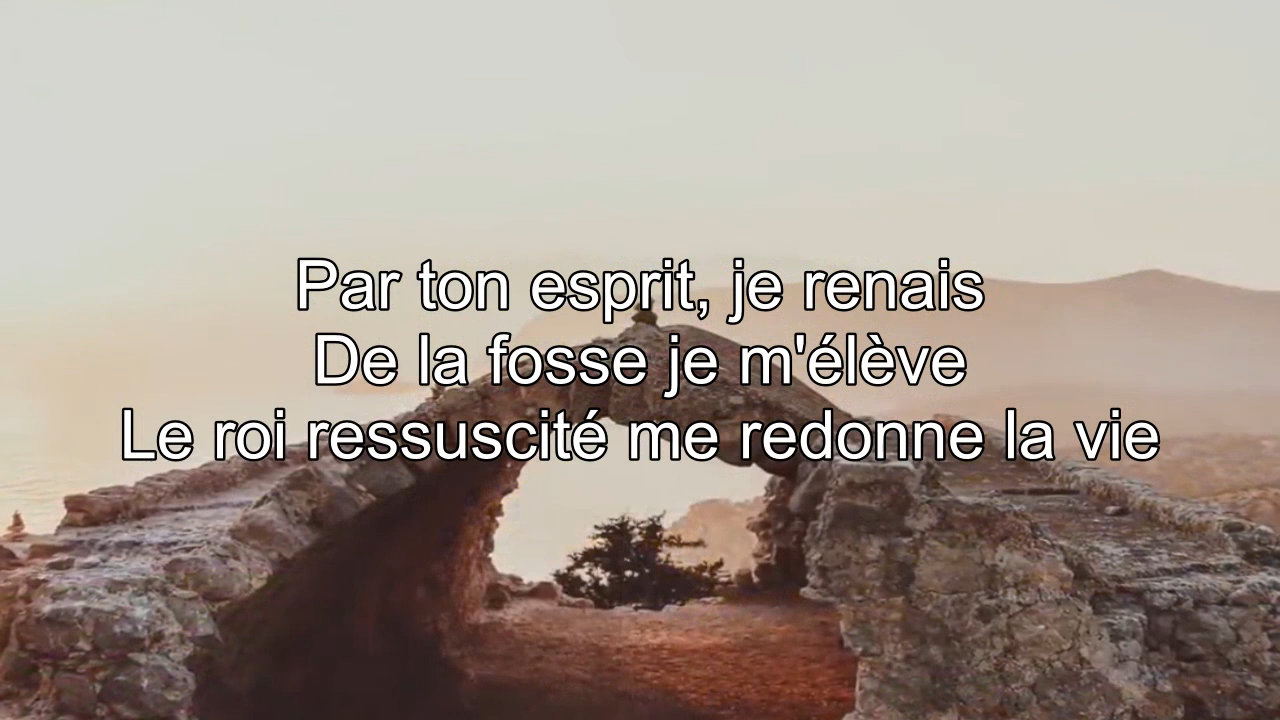 Par ton esprit, je renais
De la fosse je m'élève
Le roi ressuscité me redonne la vie